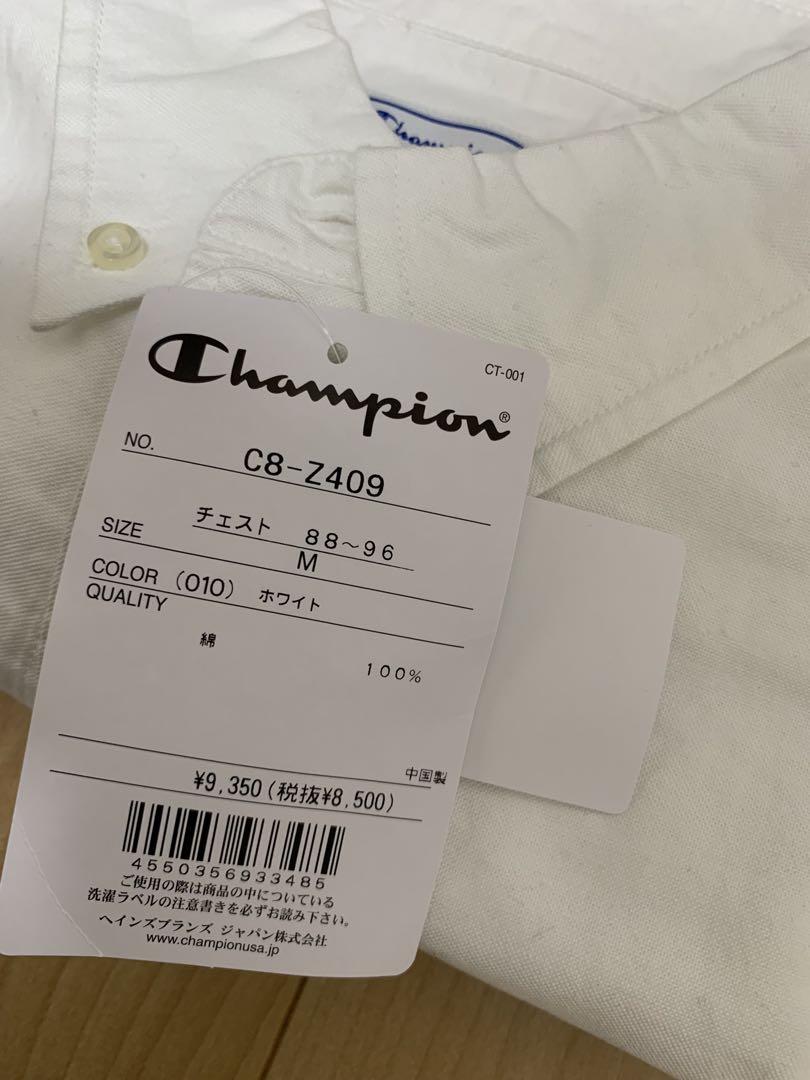 Champion
CT-001
Champion®
NO. C8-Z409
SIZE チェスト 88～96
M
COLOR (010) ホワイト
QUALITY
綿 100%
中国製
¥9,350(税抜¥8,500)
4550356933485
ご使用の際は商品の中についている
洗濯ラベルの注意書きを必ずお読み下さい。
ヘインズブランズ ジャパン株式会社
www.championusa.jp